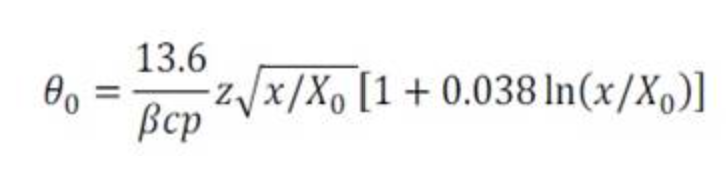 θ₀ = 13.6/βcp z√x/X₀ [1 + 0.038 ln(x/X₀)]